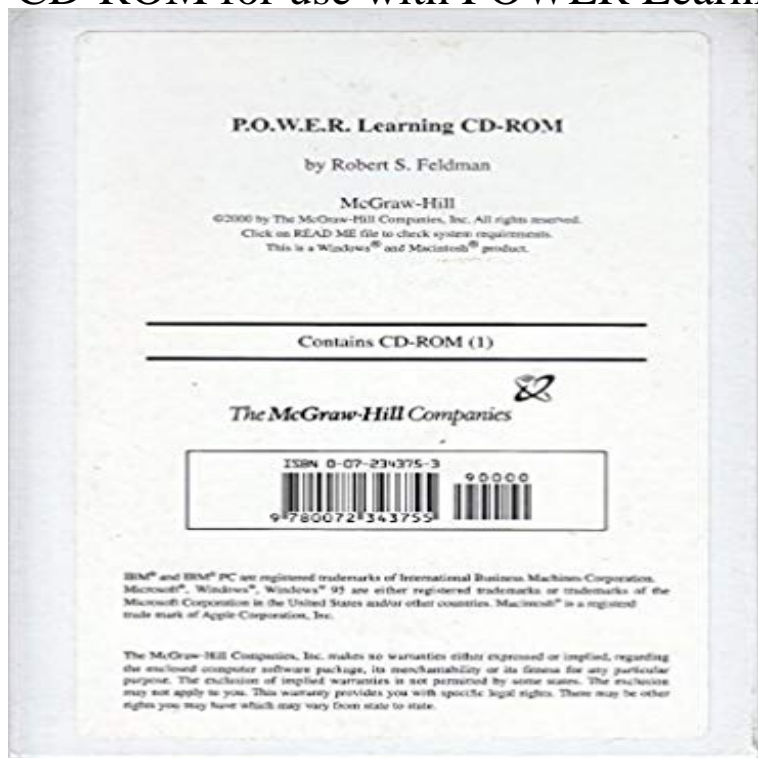 CD-ROM for use with POWER Learn
P.O.W.E.R. Learning CD-ROM
by Robert S. Feldman
McGraw-Hill
©2000 by The McGraw-Hill Companies, Inc. All rights reserved.
Click on READ ME file to check system requirements.
This is a Windows® and Macintosh® product.
Contains CD-ROM (1)
The McGraw-Hill Companies
ISBN 0-07-234375-3
90000
9 780072 343755
IBM® and IBM® PC are registered trademarks of International Business Machines Corporation.
Microsoft®, Windows®, Windows® 95 are either registered trademarks or trademarks of the
Microsoft Corporation in the United States and/or other countries. Macintosh® is a registered
trade mark of Apple Corporation, Inc.
The McGraw-Hill Companies, Inc. makes no warranties either expressed or implied, regarding
the enclosed computer software package, its merchantability or its fitness for any particular
purpose. The exclusion of implied warranties is not permitted by some states. The exclusion
may not apply to you. This warranty provides you with specific legal rights. There may be other
rights you may have which may vary from state to state.